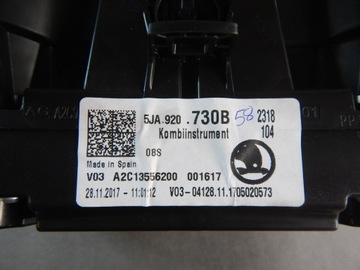 5JA.920.730B 58 2318
Kombiinstrument 104
08S
Made in Spain
V03 A2C13556200 001617
28.11.2017 - 11:01:12 V03-04128.11.1705020573